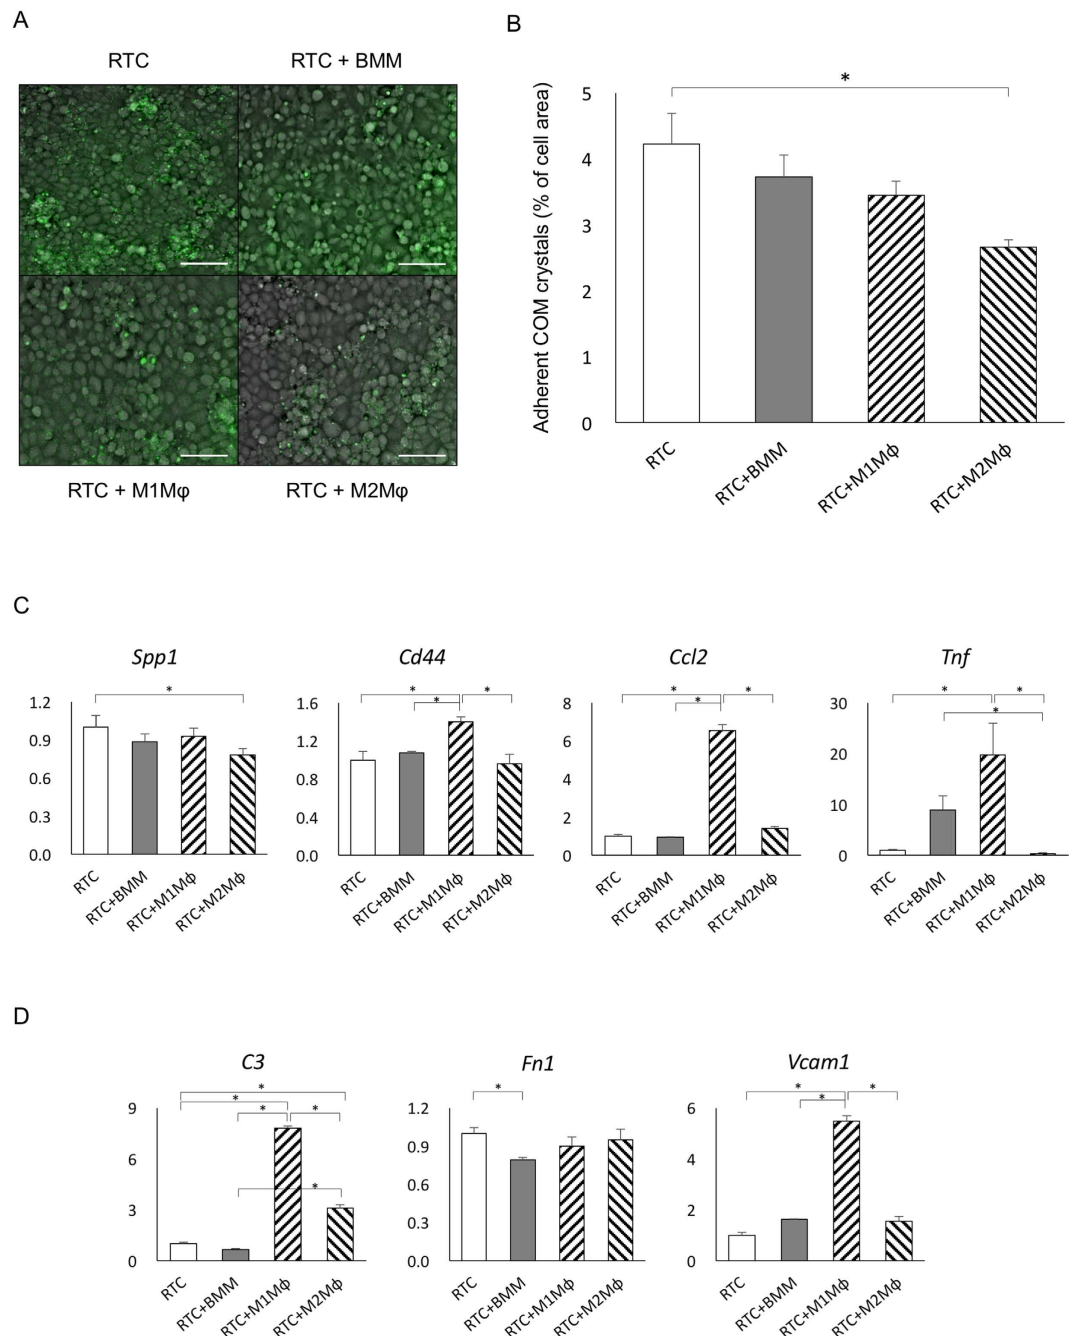 A
RTC
RTC + BMM
RTC + M1Mφ
RTC + M2Mφ
B
*
Adherent COM crystals (% of cell area)
5
4
3
2
1
0
RTC
RTC+BMM
RTC+M1Mϕ
RTC+M2Mϕ
C
Spp1
*
1.2
0.9
0.6
0.3
0.0
RTC
RTC+BMM
RTC+M1Mϕ
RTC+M2Mϕ
Cd44
* *
*
1.6
1.2
0.8
0.4
0.0
RTC
RTC+BMM
RTC+M1Mϕ
RTC+M2Mϕ
Ccl2
* *
*
8
6
4
2
0
RTC
RTC+BMM
RTC+M1Mϕ
RTC+M2Mϕ
Tnf
* *
*
30
20
10
0
RTC
RTC+BMM
RTC+M1Mϕ
RTC+M2Mϕ
D
C3
*
*
* *
*
9
6
3
0
RTC
RTC+BMM
RTC+M1Mϕ
RTC+M2Mϕ
Fn1
*
1.2
0.9
0.6
0.3
0.0
RTC
RTC+BMM
RTC+M1Mϕ
RTC+M2Mϕ
Vcam1
* *
*
6
4
2
0
RTC
RTC+BMM
RTC+M1Mϕ
RTC+M2Mϕ